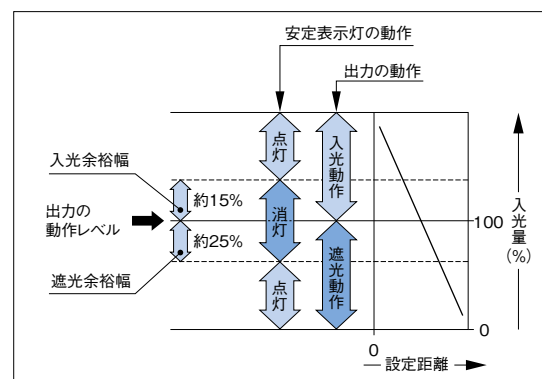 安定表示灯の動作
出力の動作
入光余裕幅
約15%
出力の
動作レベル
約25%
遮光余裕幅
点灯
消灯
点灯
入光動作
遮光動作
100
0
入光量(%)
0
設定距離